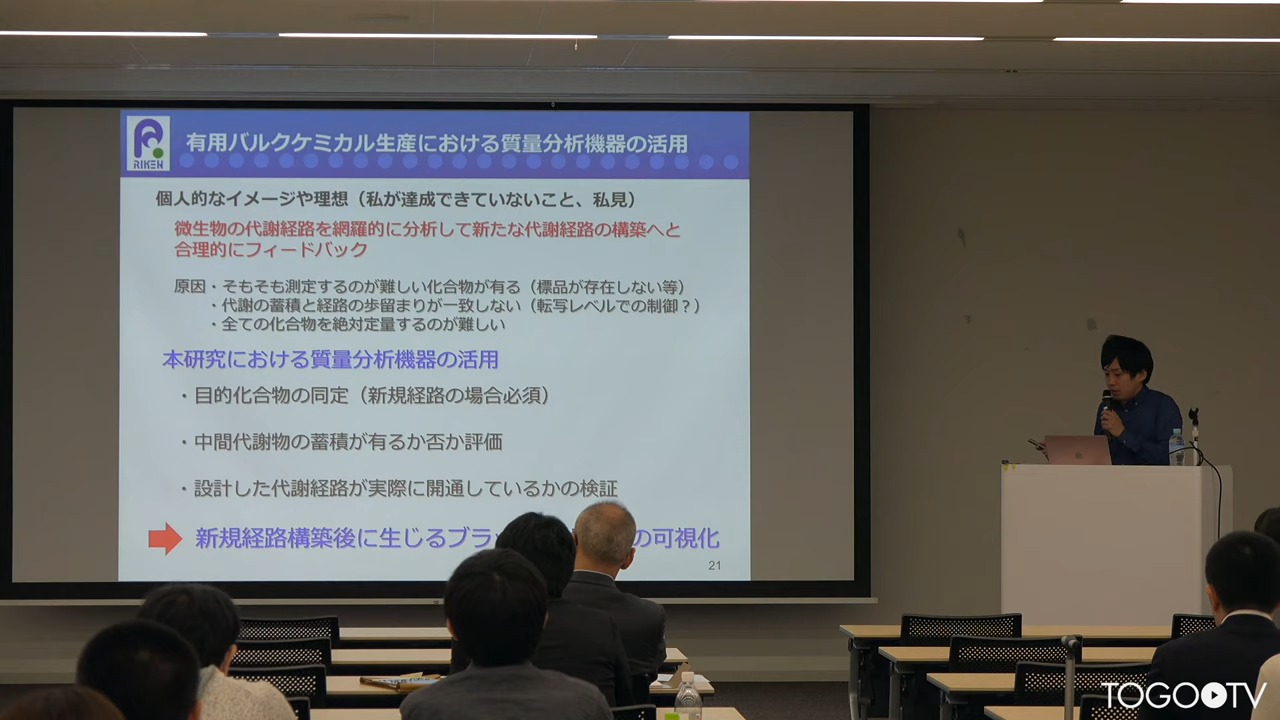 RIKEN
有用バルクケミカル生産における質量分析機器の活用
個人的なイメージや理想（私が達成できていないこと、私見）
微生物の代謝経路を網羅的に分析して新たな代謝経路の構築へと
合理的にフィードバック
原因・そもそも測定するのが難しい化合物が有る（標品が存在しない等）
・代謝の蓄積と経路の歩留まりが一致しない（転写レベルでの制御？）
・全ての化合物を絶対定量するのが難しい
本研究における質量分析機器の活用
・目的化合物の同定（新規経路の場合必須）
・中間代謝物の蓄積が有るか否か評価
・設計した代謝経路が実際に開通しているかの検証
新規経路構築後に生じるブラ の可視化
21
TOGOTV